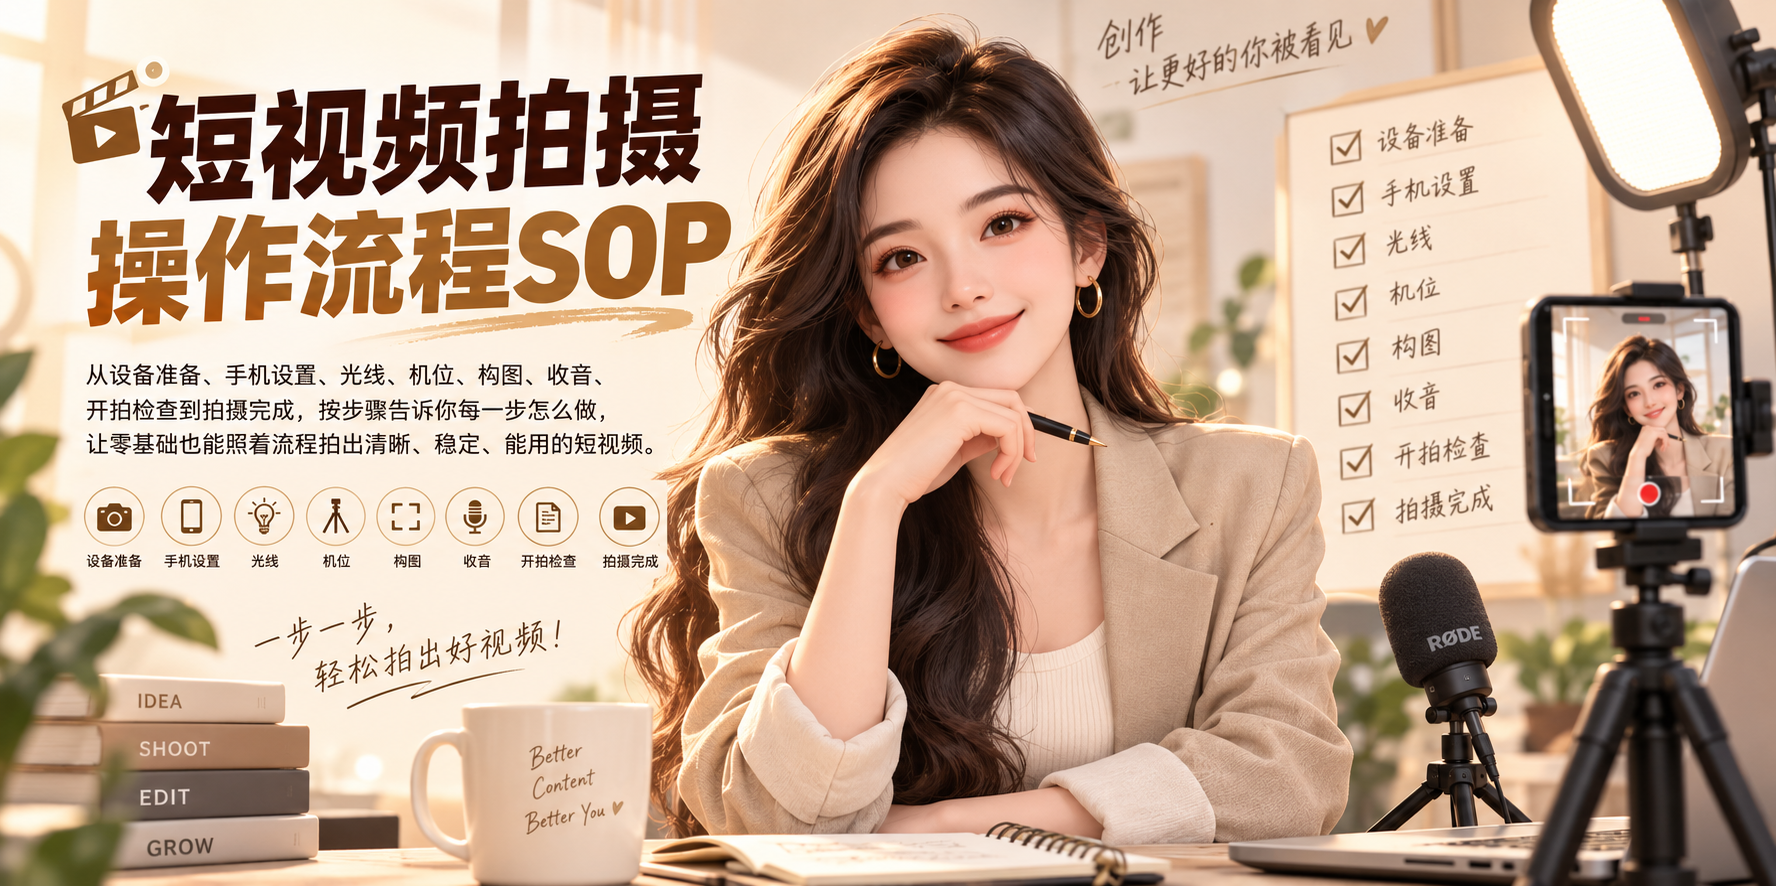 短视频拍摄
操作流程SOP
从设备准备、手机设置、光线、机位、构图、收音、
开拍检查到拍摄完成，按步骤告诉你每一步怎么做，
让零基础也能照着流程拍出清晰、稳定、能用的短视频。
设备准备
手机设置
光线
机位
构图
收音
开拍检查
拍摄完成
一步一步，
轻松拍出好视频！
IDEA
SHOOT
EDIT
GROW
Better
Content
Better You
创作
让更好的你被看见
设备准备
手机设置
光线
机位
构图
收音
开拍检查
拍摄完成
RØDE